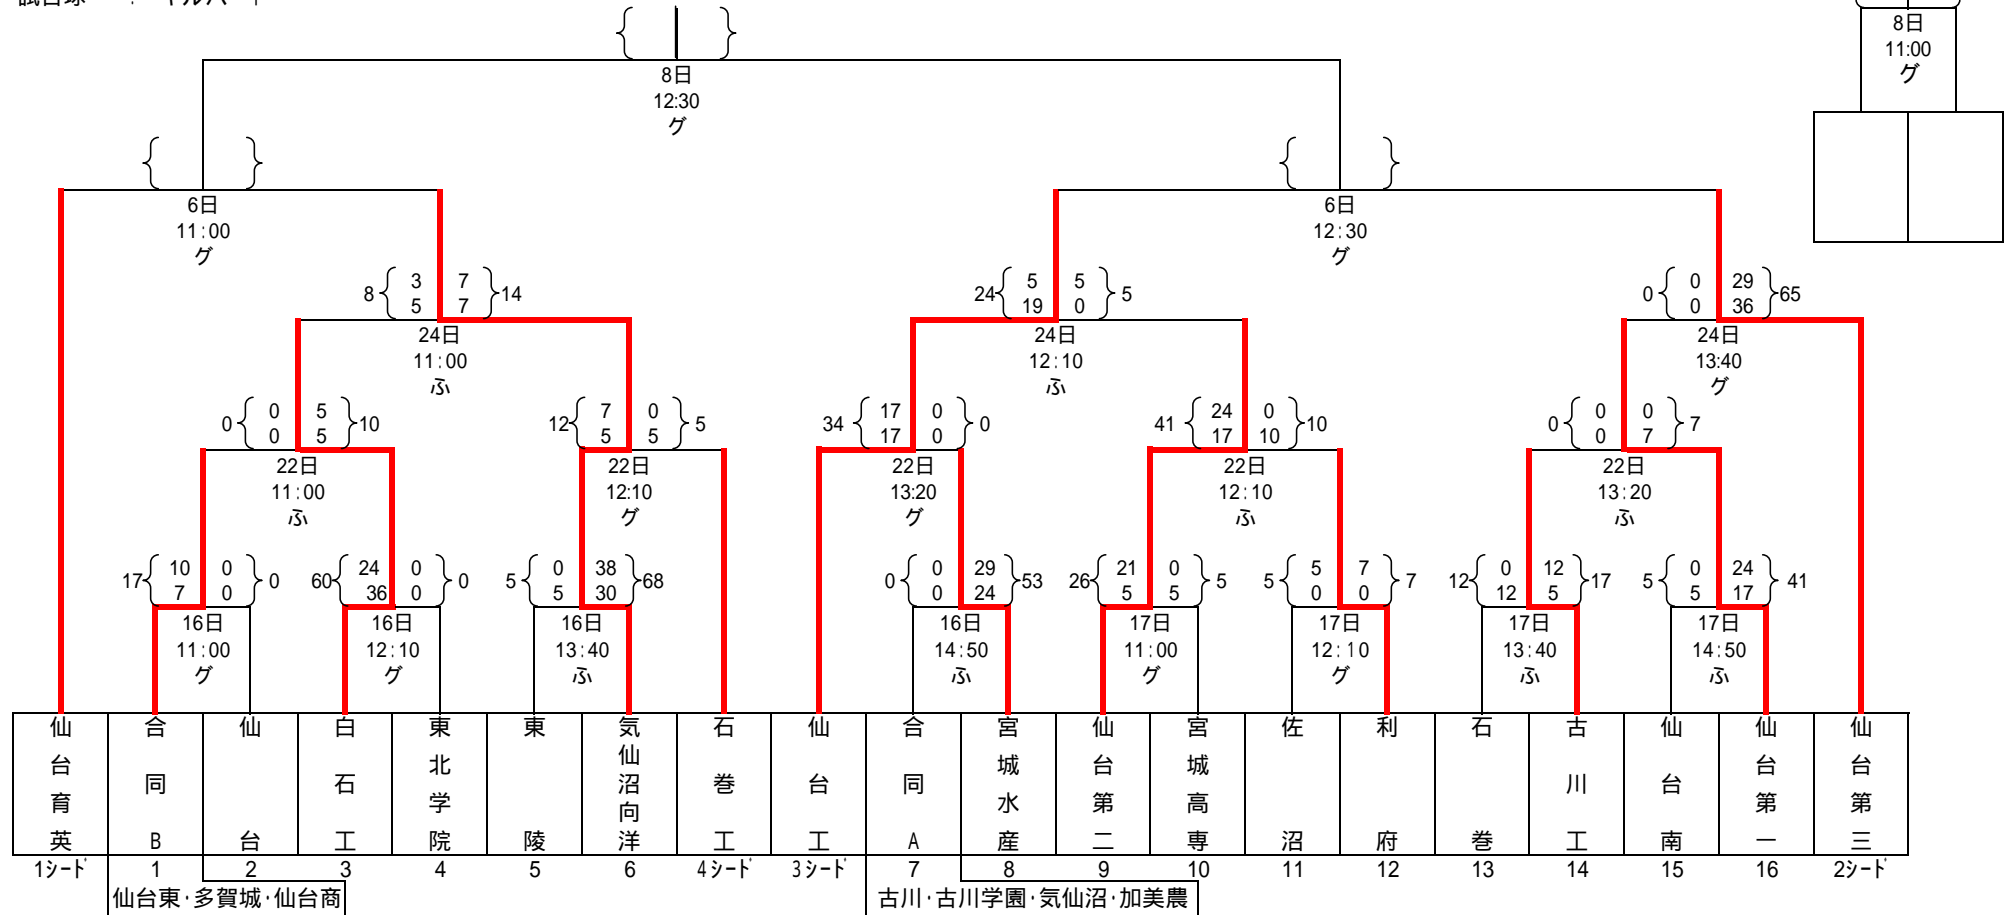 8日
11:00
グ
8日
12:30
グ
6日
11:00
グ
6日
12:30
グ
8 3 7 14
5 7
24日
11:00
ふ
24 5 5 5
19 0
24日
12:10
ふ
0 0 29 65
0 36
24日
13:40
グ
0 0 5 10
0 5
22日
11:00
ふ
12 7 0 5
5 5
22日
12:10
グ
34 17 0 0
17 0
22日
13:20
グ
41 24 0 10
17 10
22日
12:10
ふ
0 0 0 7
0 7
22日
13:20
ふ
17 10 0 0
7 0
16日
11:00
グ
60 24 0 0
36 0
16日
12:10
グ
5 0 38 68
5 30
16日
13:40
ふ
0 0 29 53
0 24
16日
14:50
ふ
26 21 0 5
5 5
17日
11:00
グ
5 5 7 7
0 0
17日
12:10
グ
12 0 12 17
12 5
17日
13:40
ふ
5 0 24 41
5 17
17日
14:50
ふ
仙台育英
合同B
仙台
白石工
東北学院
東陵
気仙沼向洋
石巻工
仙台工
合同A
宮城水産
仙台第二
宮城高専
佐沼
利府
石巻
古川工
仙台南
仙台第一
仙台第三
1シード 1 2 3 4 5 6 4シード 3シード 7 8 9 10 11 12 13 14 15 16 2シード
仙台東・多賀城・仙台商
古川・古川学園・気仙沼・加美農